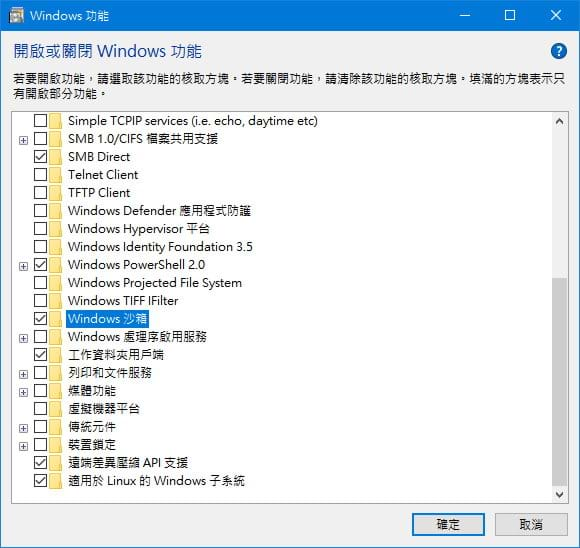 Windows 功能
開啟或關閉 Windows 功能
若要開啟功能，請選取該功能的核取方塊。若要關閉功能，請清除該功能的核取方塊。填滿的方塊表示只
有開啟部分功能。
Simple TCPIP services (i.e. echo, daytime etc)
SMB 1.0/CIFS 檔案共用支援
SMB Direct
Telnet Client
TFTP Client
Windows Defender 應用程式防護
Windows Hypervisor 平台
Windows Identity Foundation 3.5
Windows PowerShell 2.0
Windows Projected File System
Windows TIFF IFilter
Windows 沙箱
Windows 處理序啟用服務
工作資料夾用戶端
列印和文件服務
媒體功能
虛擬機器平台
傳統元件
裝置鎖定
遠端差異壓縮 API 支援
適用於 Linux 的 Windows 子系統
確定
取消